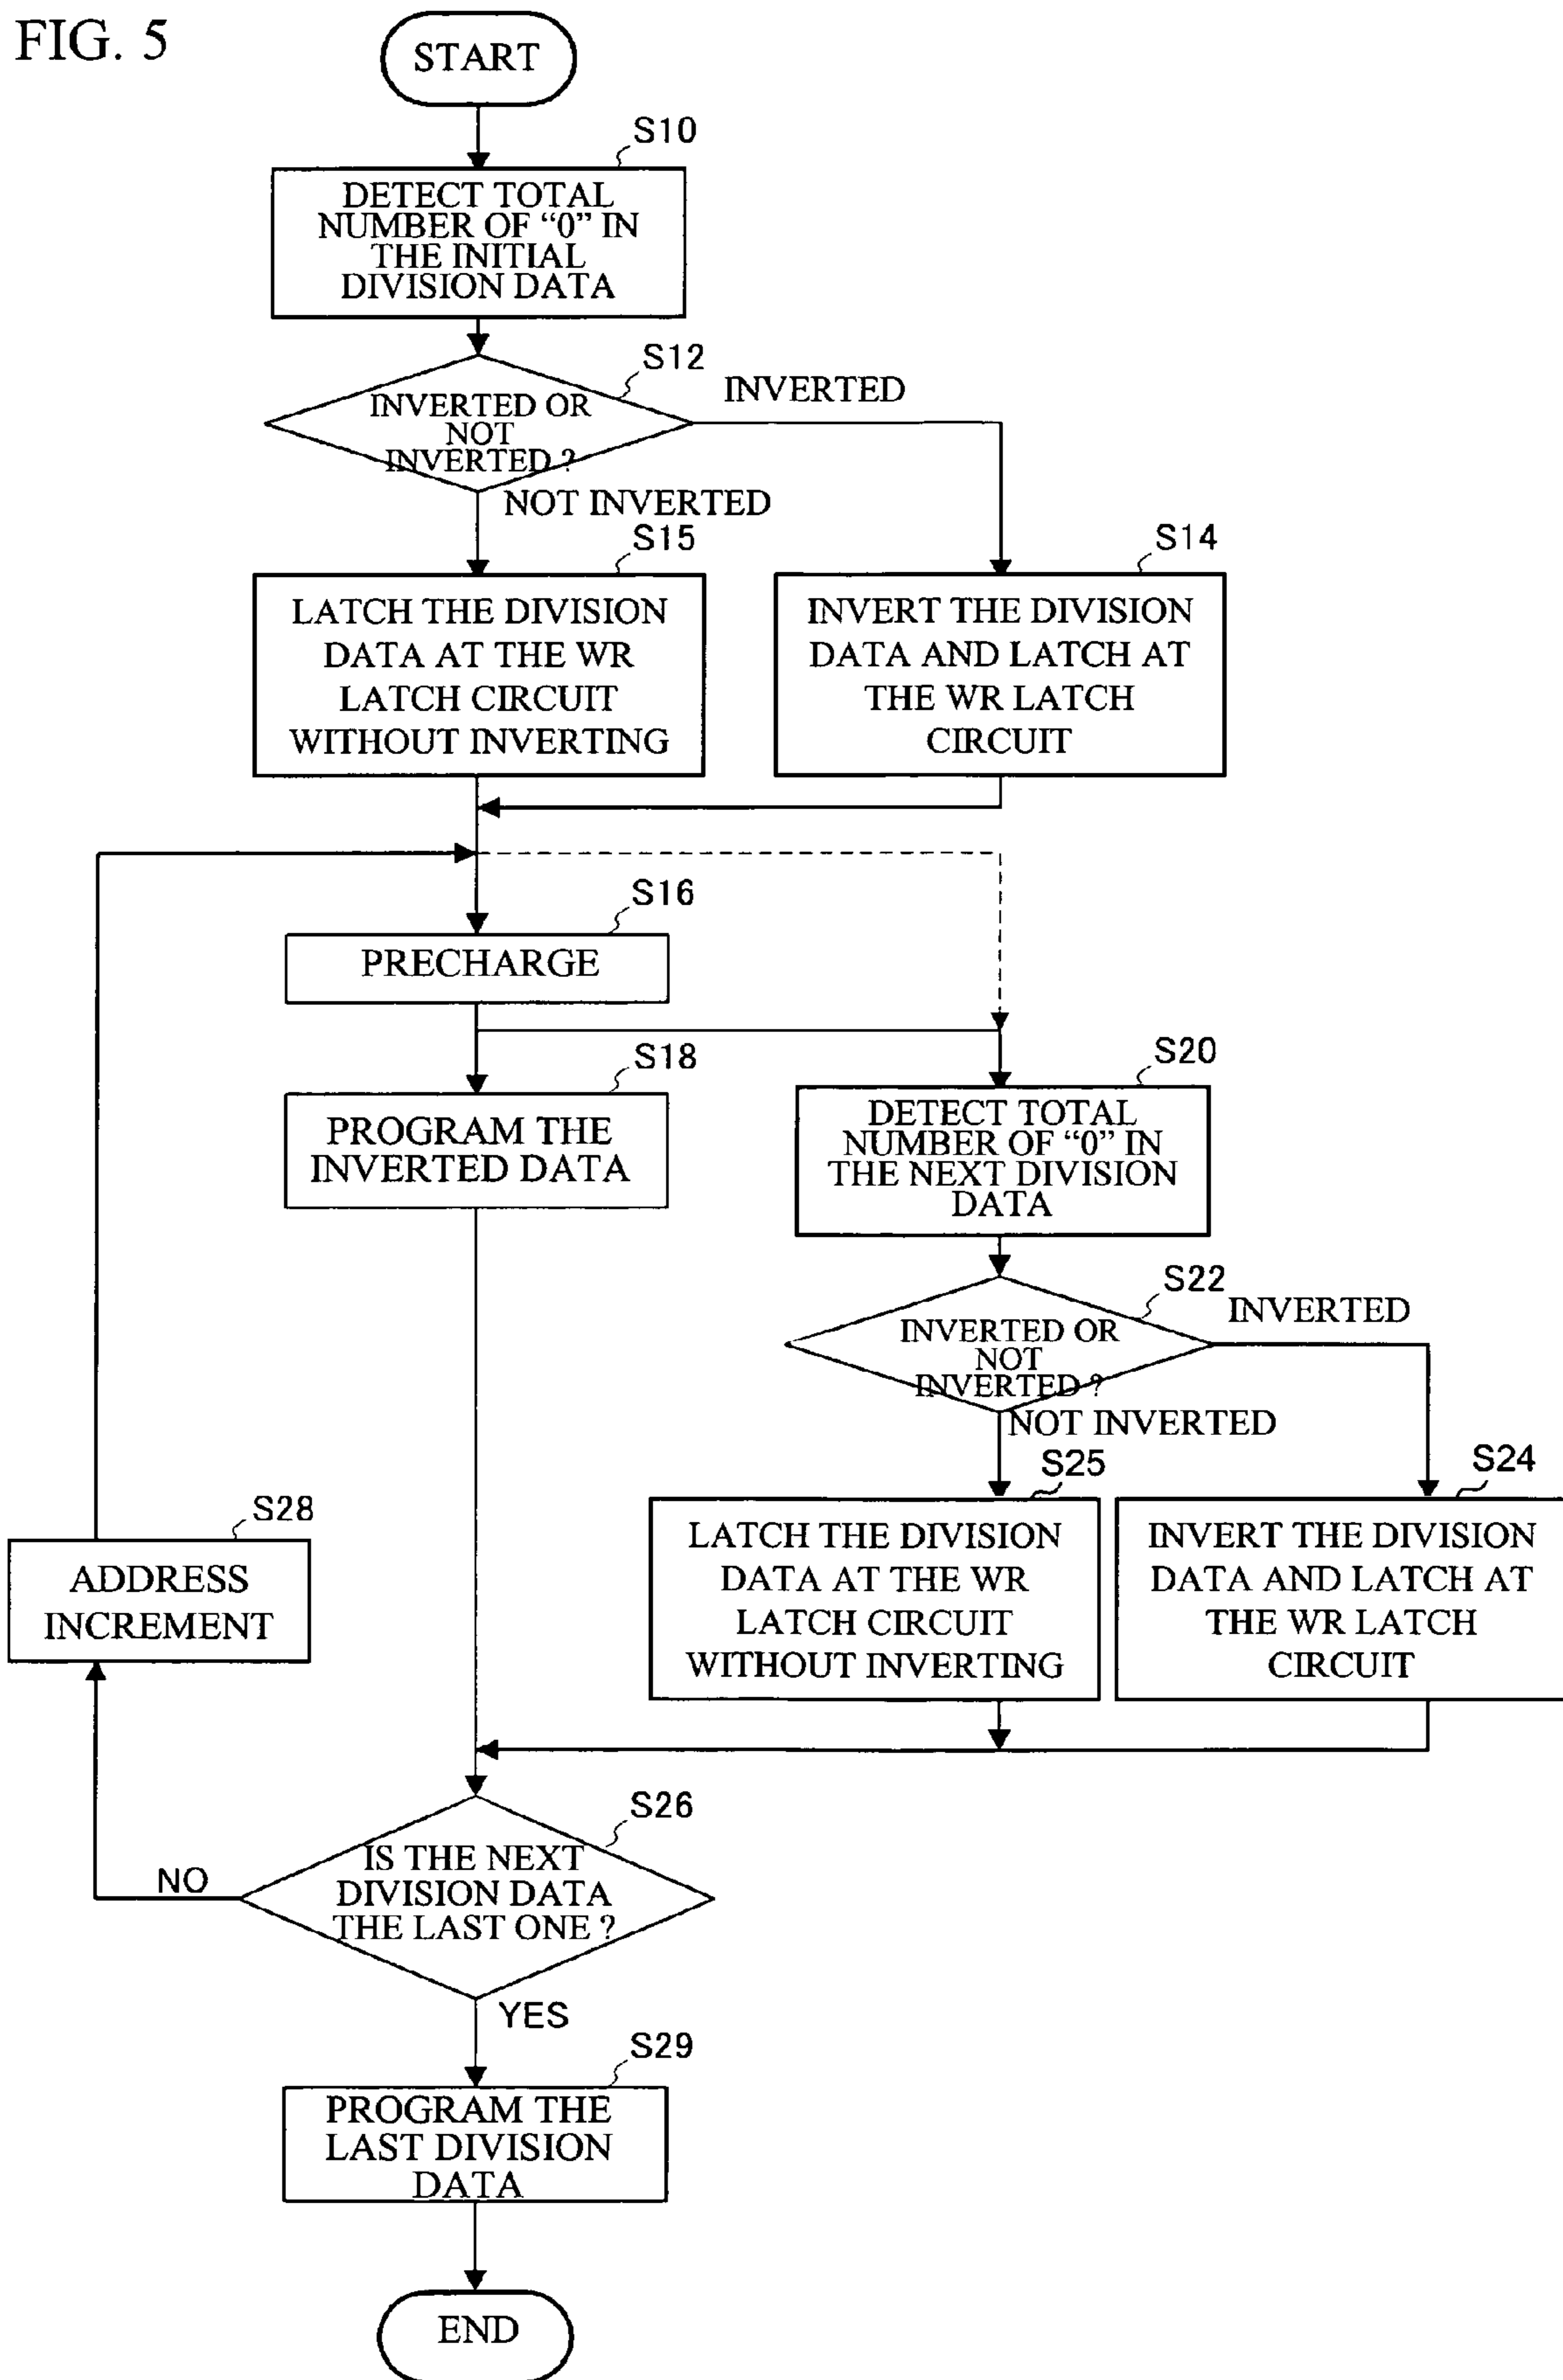 FIG. 5
START
S10
DETECT TOTAL
NUMBER OF “0” IN
THE INITIAL
DIVISION DATA
S12
INVERTED OR
NOT
INVERTED ?
INVERTED
NOT INVERTED
S15
LATCH THE DIVISION
DATA AT THE WR
LATCH CIRCUIT
WITHOUT INVERTING
S14
INVERT THE DIVISION
DATA AND LATCH AT
THE WR LATCH
CIRCUIT
S16
PRECHARGE
S18
PROGRAM THE
INVERTED DATA
S20
DETECT TOTAL
NUMBER OF “0” IN
THE NEXT DIVISION
DATA
S22
INVERTED OR
NOT
INVERTED ?
INVERTED
NOT INVERTED
S25
LATCH THE DIVISION
DATA AT THE WR
LATCH CIRCUIT
WITHOUT INVERTING
S24
INVERT THE DIVISION
DATA AND LATCH AT
THE WR LATCH
CIRCUIT
S28
ADDRESS
INCREMENT
S26
IS THE NEXT
DIVISION DATA
THE LAST ONE ?
NO
YES
S29
PROGRAM THE
LAST DIVISION
DATA
END